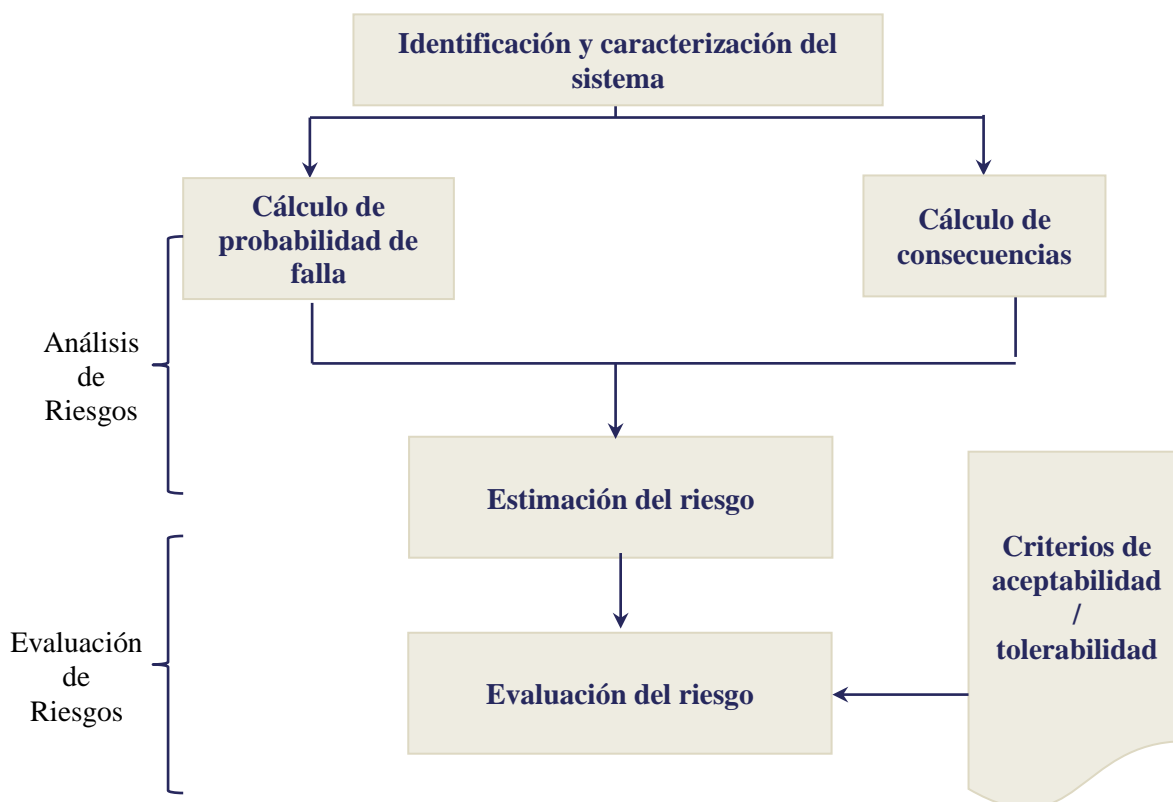 Identificación y caracterización del
sistema
Cálculo de
probabilidad de
falla
Cálculo de
consecuencias
Análisis
de
Riesgos
Estimación del riesgo
Criterios de
aceptabilidad
/
tolerabilidad
Evaluación
de
Riesgos
Evaluación del riesgo